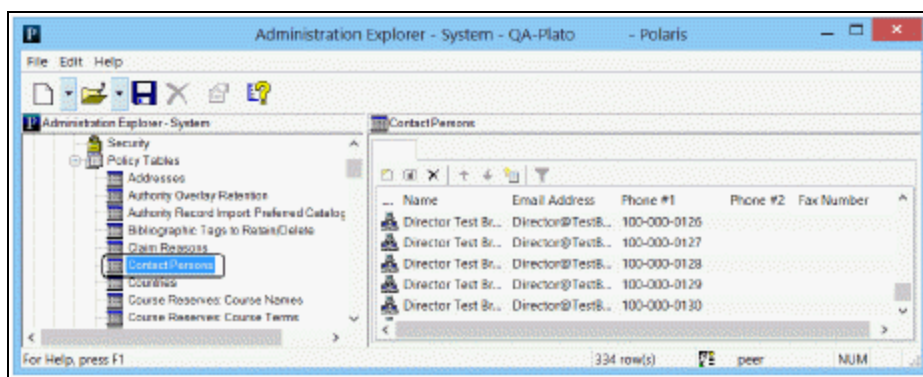 Administration Explorer - System - QA-Plato - Polaris
File Edit Help
Administration Explorer - System
ContactPersons
Security
Policy Tables
Addresses
Authority Overlay Retention
Authority Record Import Preferred Catalog
Bibliographic Tags to Retain/Delete
Claim Reasons
Contact Persons
Countries
Course Reserves: Course Names
Course Reserves: Course Terms
... Name Email Address Phone #1 Phone #2 Fax Number
Director Test Br... Director@TestB... 100-000-0126
Director Test Br... Director@TestB... 100-000-0127
Director Test Br... Director@TestB... 100-000-0128
Director Test Br... Director@TestB... 100-000-0129
Director Test Br... Director@TestB... 100-000-0130
For Help, press F1
334 row(s) peer NUM